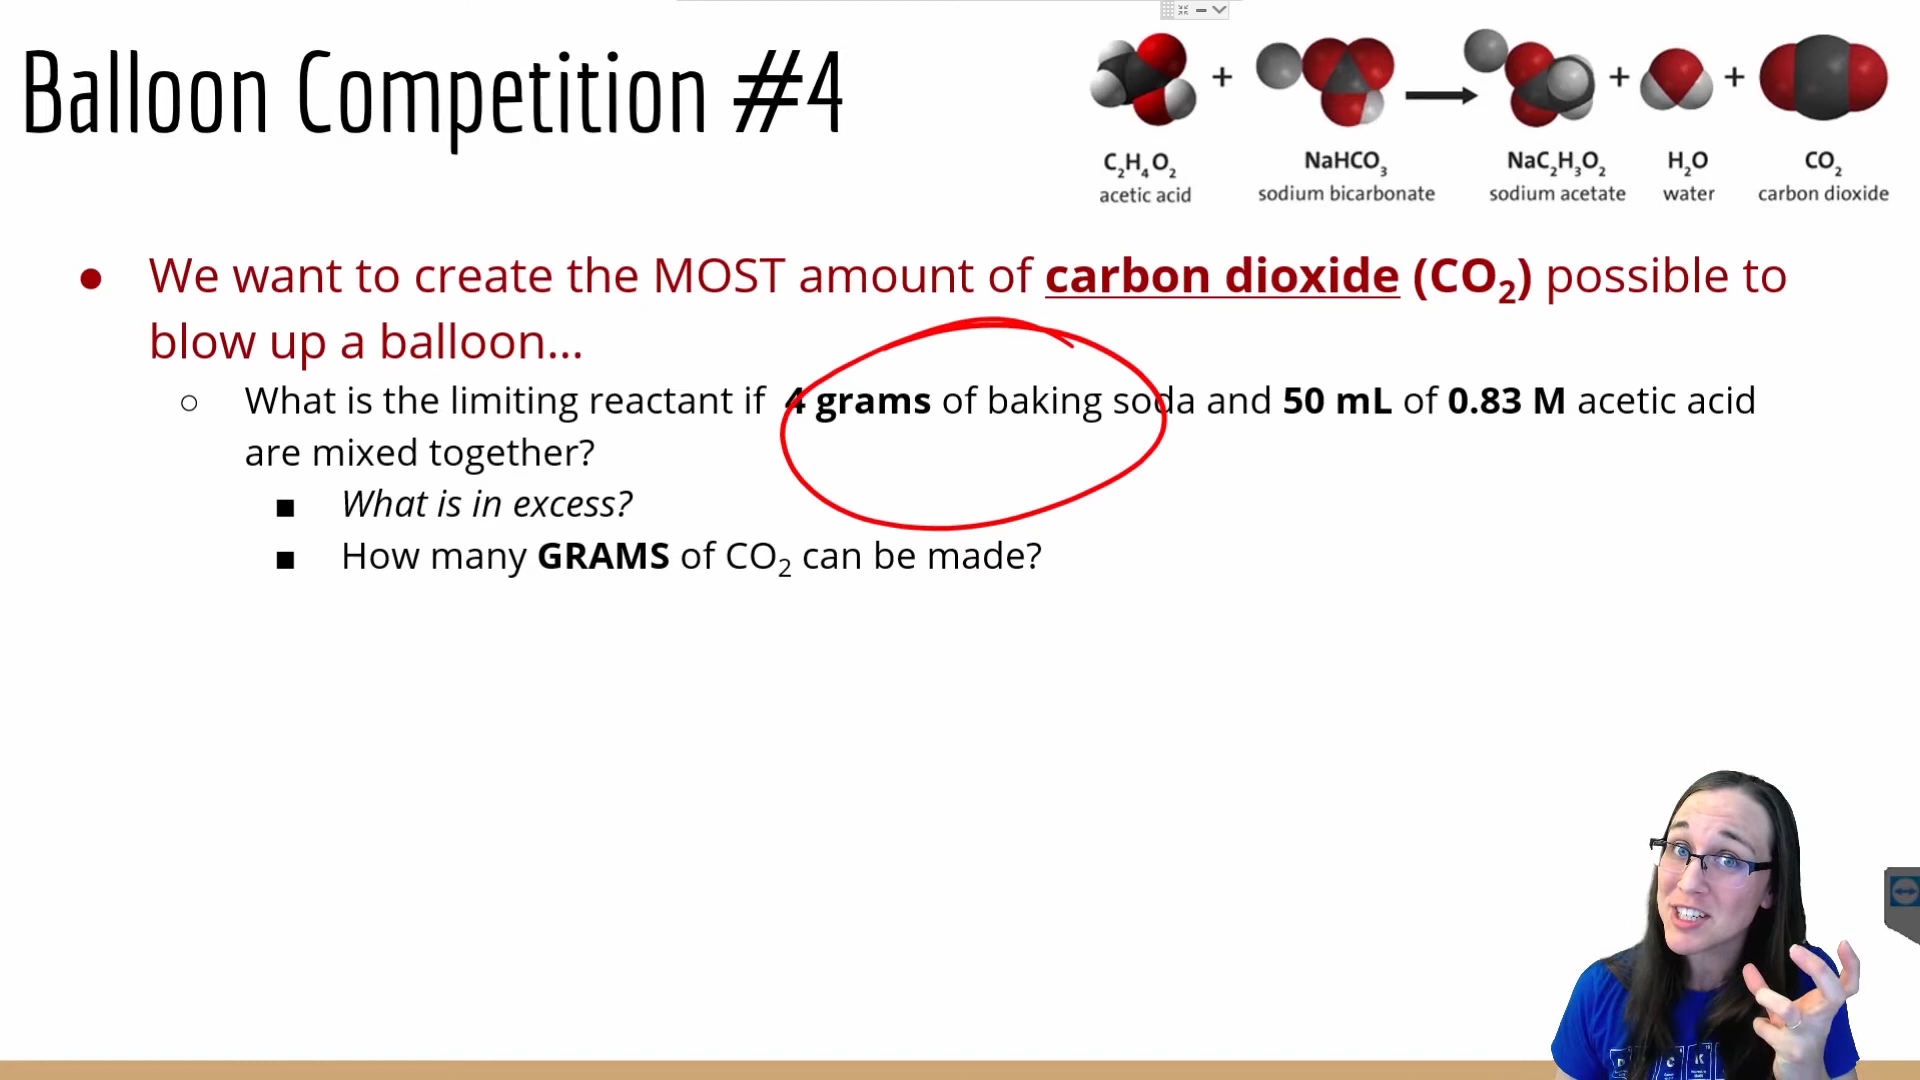 Balloon Competition #4
+ + +
C₂H₄O₂ NaHCO₃ NaC₂H₃O₂ H₂O CO₂
acetic acid sodium bicarbonate sodium acetate water carbon dioxide
● We want to create the MOST amount of carbon dioxide (CO₂) possible to
blow up a balloon...
○ What is the limiting reactant if 4 grams of baking soda and 50 mL of 0.83 M acetic acid
are mixed together?
■ What is in excess?
■ How many GRAMS of CO₂ can be made?